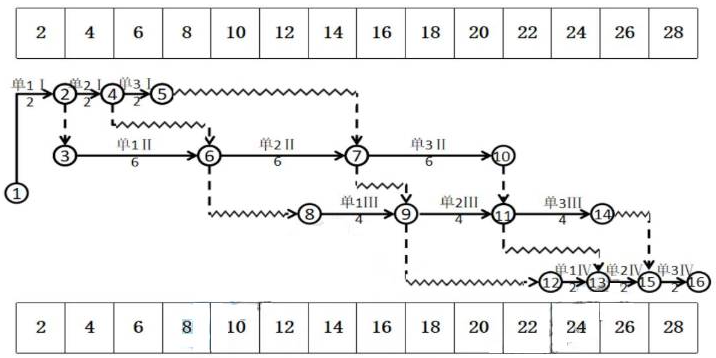 2 4 6 8 10 12 14 16 18 20 22 24 26 28
单1 I 单2 I 单3 I
2 2 2
② ④ ⑤
单1 II 单2 II 单3 II
③ ⑥ ⑦ ⑩
6 6 6
①
单1III 单2III 单3III
⑧ ⑨ ⑪ ⑭
4 4 4
单1IV 单2IV 单3IV
⑫ ⑬ ⑮ ⑯
2 2 2
2 4 6 8 10 12 14 16 18 20 22 24 26 28